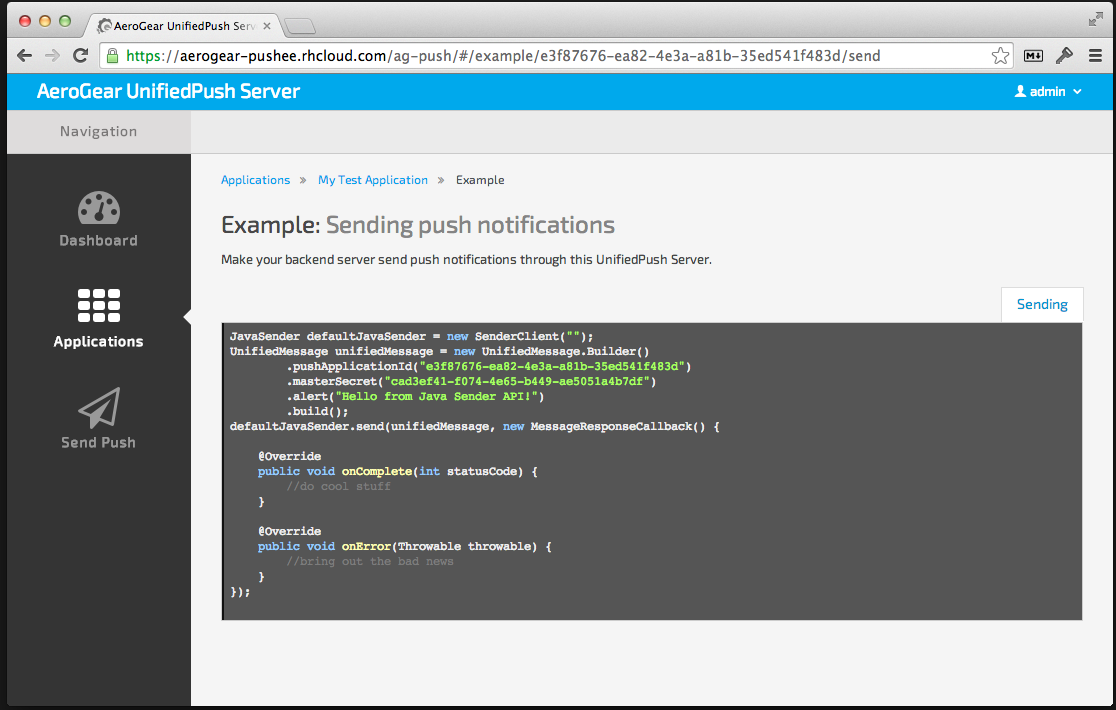 AeroGear UnifiedPush Serv
https://aerogear-pushee.rhcloud.com/ag-push/#/example/e3f87676-ea82-4e3a-a81b-35ed541f483d/send
M
AeroGear UnifiedPush Server
admin
Navigation
Applications » My Test Application » Example
Dashboard
Example: Sending push notifications
Make your backend server send push notifications through this UnifiedPush Server.
Applications
Sending
JavaSender defaultJavaSender = new SenderClient("");
UnifiedMessage unifiedMessage = new UnifiedMessage.Builder()
        .pushApplicationId("e3f87676-ea82-4e3a-a81b-35ed541f483d")
        .masterSecret("cad3ef41-f074-4e65-b449-ae5051a4b7df")
        .alert("Hello from Java Sender API!")
        .build();
defaultJavaSender.send(unifiedMessage, new MessageResponseCallback() {
    @Override
    public void onComplete(int statusCode) {
        //do cool stuff
    }
    @Override
    public void onError(Throwable throwable) {
        //bring out the bad news
    }
});
Send Push